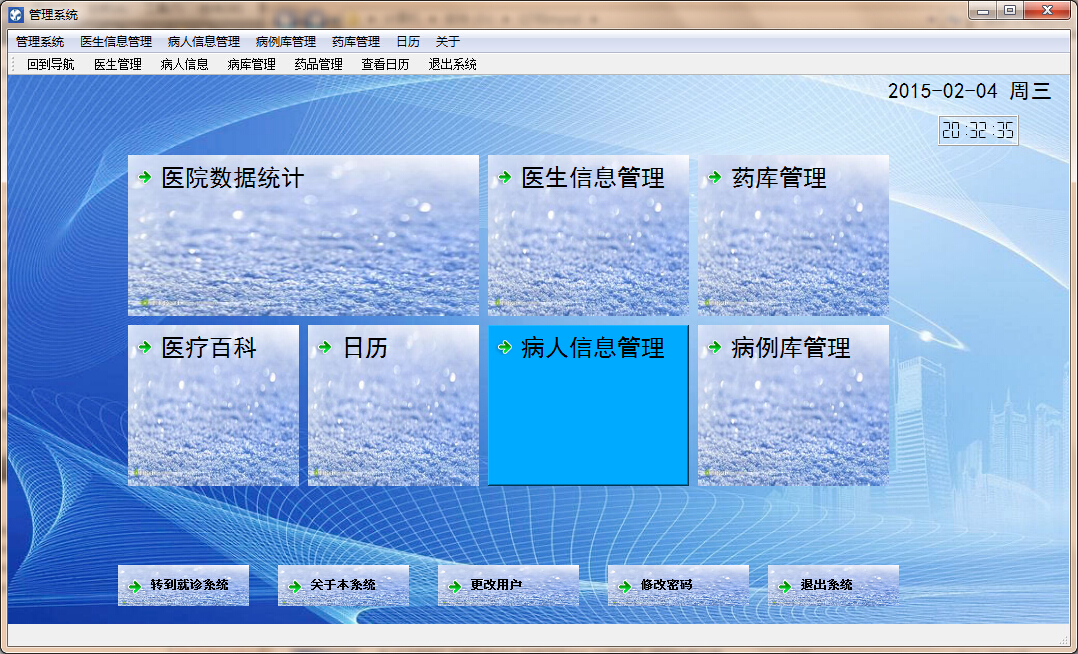 管理系统
管理系统 医生信息管理 病人信息管理 病例库管理 药库管理 日历 关于
回到导航 医生管理 病人信息 病库管理 药品管理 查看日历 退出系统
2015-02-04 周三
20:32:35
医院数据统计 医生信息管理 药库管理
医疗百科 日历 病人信息管理 病例库管理
转到就诊系统 关于本系统 更改用户 修改密码 退出系统